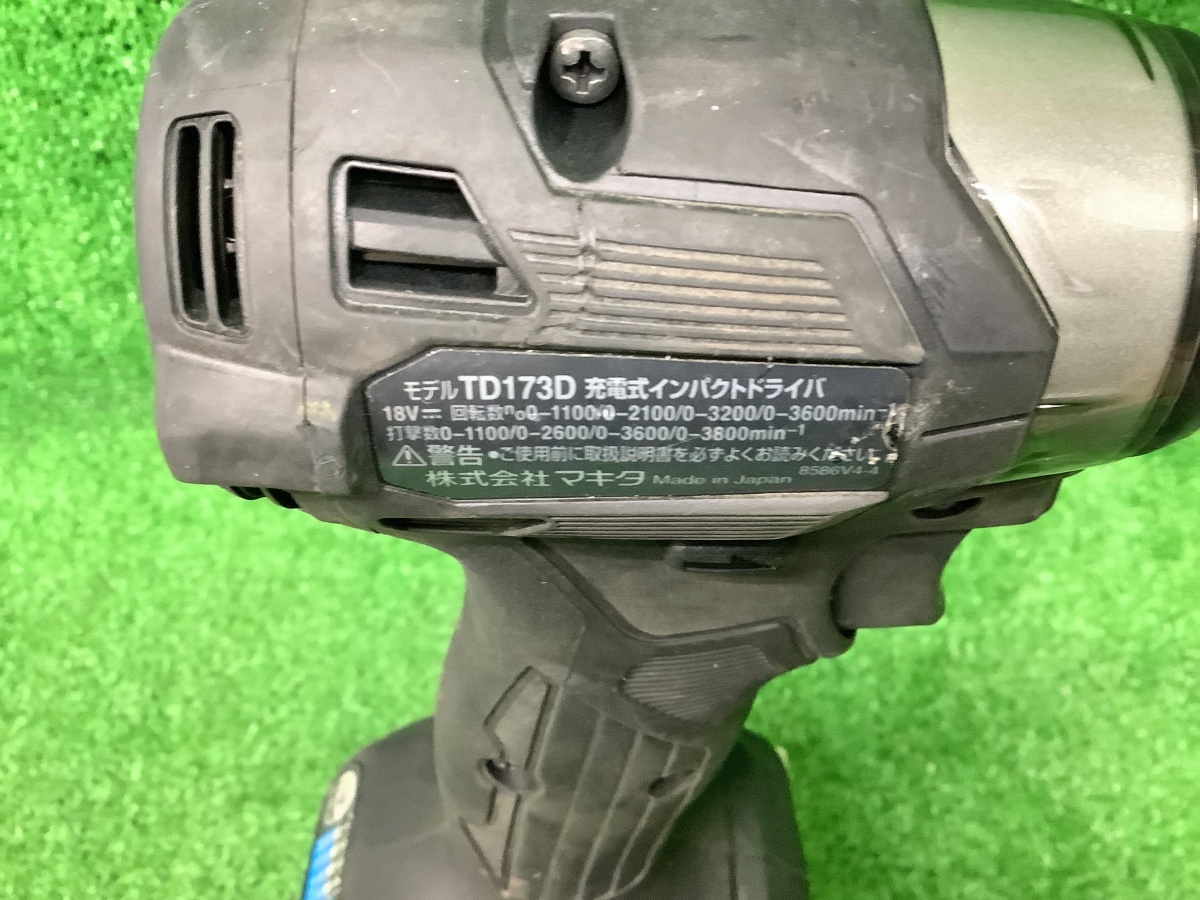 モデルTD173D 充電式インパクトドライバ
18V⎓ 回転数n₀0-1100/0-2100/0-3200/0-3600min⁻¹
打撃数0-1100/0-2600/0-3600/0-3800min⁻¹
⚠警告 •ご使用前に取扱説明書を必ずよくお読みください。
8586V4-4
株式会社 マキタ Made in Japan